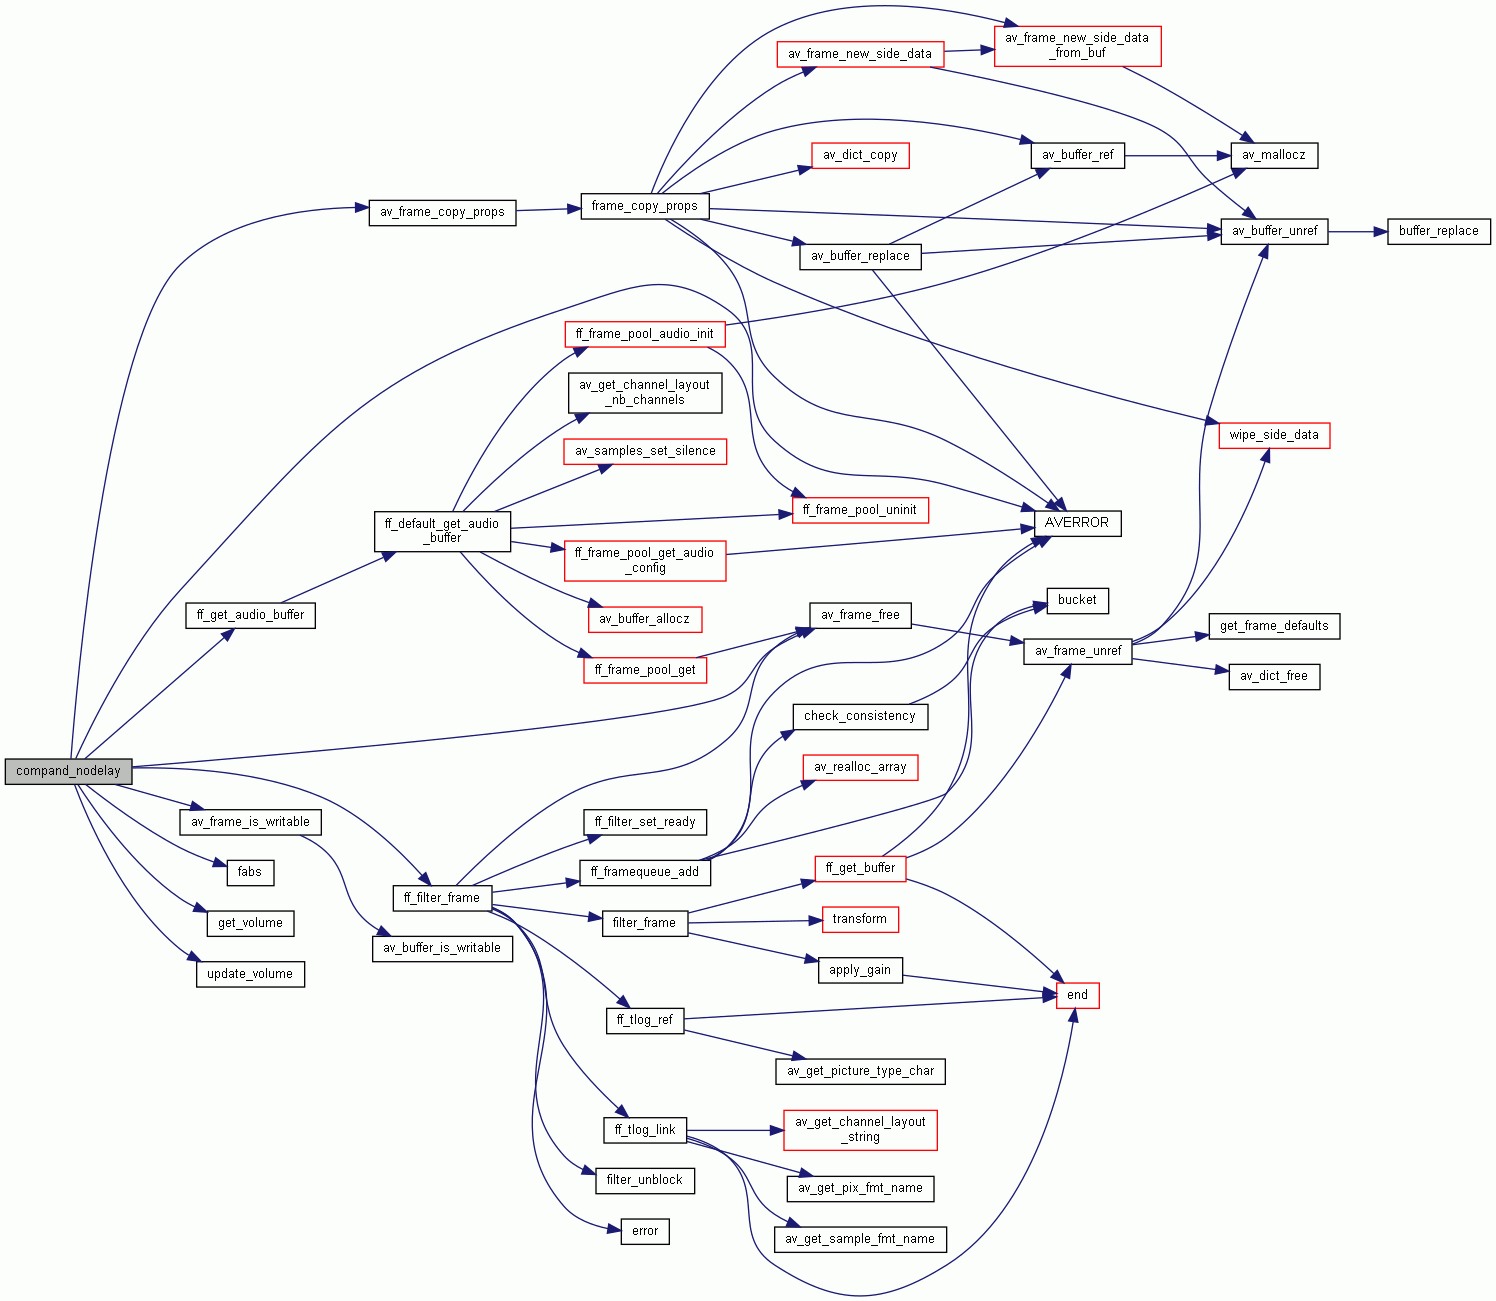 av_frame_new_side_data
_from_buf
av_frame_new_side_data
av_dict_copy
av_buffer_ref
av_mallocz
av_frame_copy_props
frame_copy_props
av_buffer_replace
av_buffer_unref
buffer_replace
ff_frame_pool_audio_init
av_get_channel_layout
_nb_channels
av_samples_set_silence
wipe_side_data
ff_default_get_audio
_buffer
ff_frame_pool_uninit
AVERROR
ff_frame_pool_get_audio
_config
ff_get_audio_buffer
av_buffer_allocz
av_frame_free
bucket
ff_frame_pool_get
av_frame_unref
get_frame_defaults
av_dict_free
check_consistency
compand_nodelay
av_realloc_array
av_frame_is_writable
ff_filter_set_ready
fabs
ff_framequeue_add
ff_get_buffer
ff_filter_frame
get_volume
filter_frame
transform
av_buffer_is_writable
update_volume
apply_gain
end
ff_tlog_ref
av_get_picture_type_char
ff_tlog_link
av_get_channel_layout
_string
filter_unblock
av_get_pix_fmt_name
error
av_get_sample_fmt_name